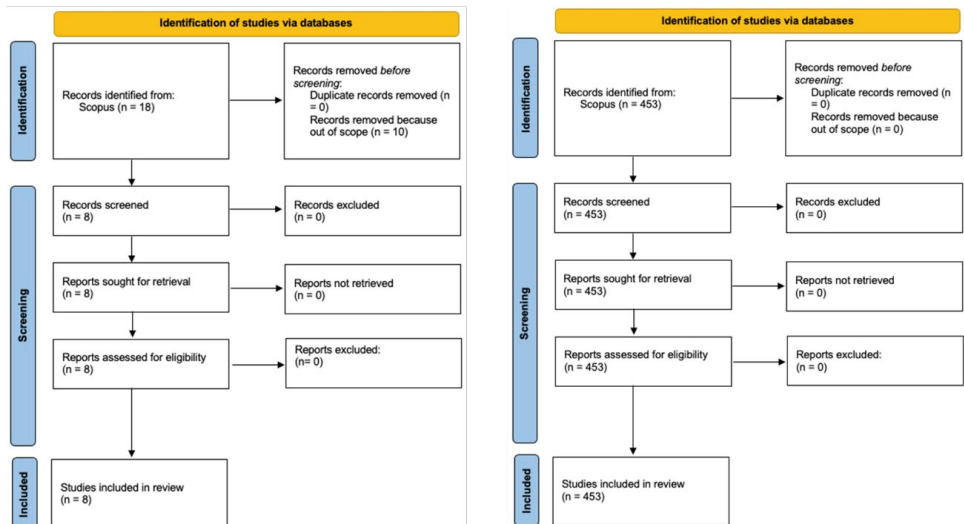 Identification of studies via databases
Identification
Records identified from:
Scopus (n = 18)
Records removed before
screening:
Duplicate records removed (n
= 0)
Records removed because
out of scope (n = 10)
Screening
Records screened
(n = 8)
Records excluded
(n = 0)
Reports sought for retrieval
(n = 8)
Reports not retrieved
(n = 0)
Reports assessed for eligibility
(n = 8)
Reports excluded:
(n= 0)
Included
Studies included in review
(n = 8)
Identification of studies via databases
Identification
Records identified from:
Scopus (n = 453)
Records removed before
screening:
Duplicate records removed (n
= 0)
Records removed because
out of scope (n = 0)
Screening
Records screened
(n = 453)
Records excluded
(n = 0)
Reports sought for retrieval
(n = 453)
Reports not retrieved
(n = 0)
Reports assessed for eligibility
(n = 453)
Reports excluded:
(n = 0)
Included
Studies included in review
(n = 453)